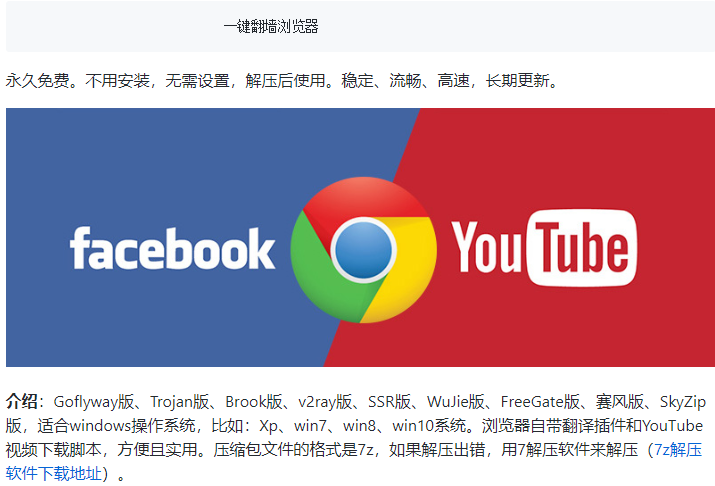 一键翻墙浏览器
永久免费。不用安装，无需设置，解压后使用。稳定、流畅、高速，长期更新。
facebook
YouTube
介绍：Goflyway版、Trojan版、Brook版、v2ray版、SSR版、WuJie版、FreeGate版、赛风版、SkyZip
版，适合windows操作系统，比如：Xp、win7、win8、win10系统。浏览器自带翻译插件和YouTube
视频下载脚本，方便且实用。压缩包文件的格式是7z，如果解压出错，用7解压软件来解压（7z解压
软件下载地址）。